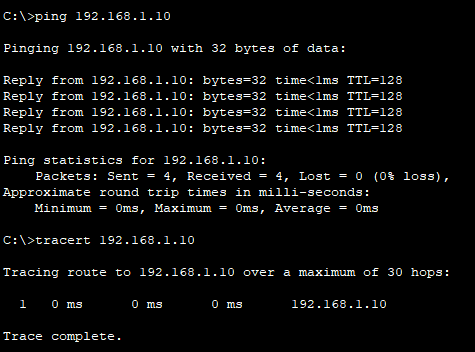 C:\>ping 192.168.1.10
Pinging 192.168.1.10 with 32 bytes of data:
Reply from 192.168.1.10: bytes=32 time<1ms TTL=128
Reply from 192.168.1.10: bytes=32 time<1ms TTL=128
Reply from 192.168.1.10: bytes=32 time<1ms TTL=128
Reply from 192.168.1.10: bytes=32 time<1ms TTL=128
Ping statistics for 192.168.1.10:
    Packets: Sent = 4, Received = 4, Lost = 0 (0% loss),
Approximate round trip times in milli-seconds:
    Minimum = 0ms, Maximum = 0ms, Average = 0ms
C:\>tracert 192.168.1.10
Tracing route to 192.168.1.10 over a maximum of 30 hops:
  1   0 ms      0 ms      0 ms      192.168.1.10
Trace complete.